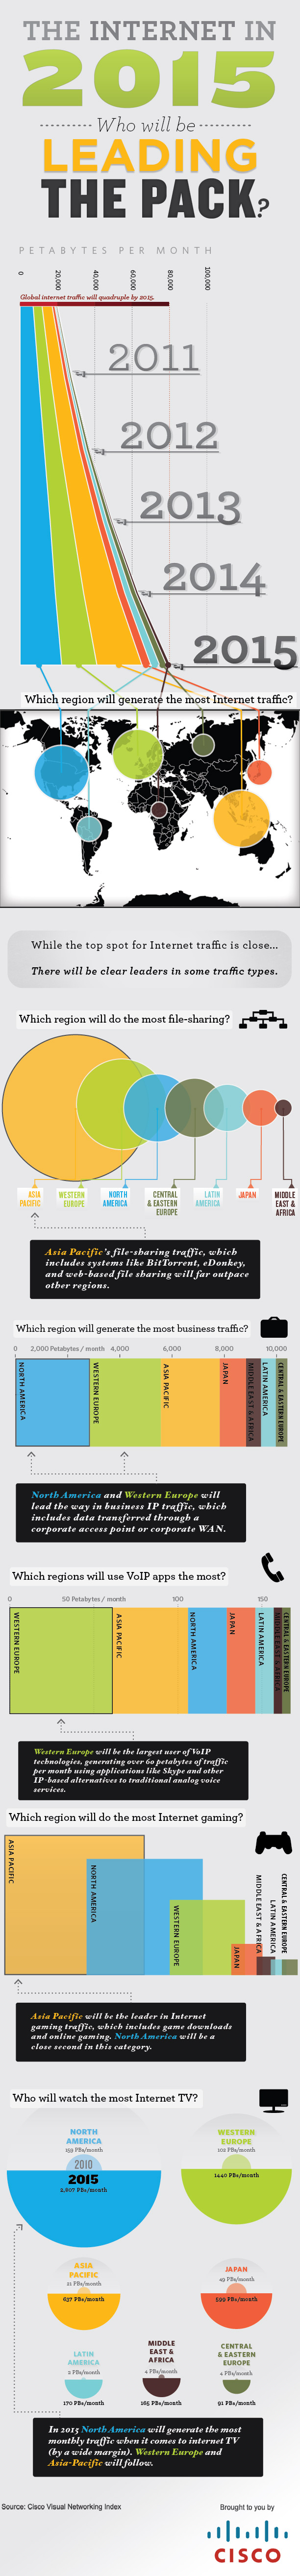 THE INTERNET IN
2015
Who will be
LEADING
THE PACK?
PETABYTES PER MONTH
0
20,000
40,000
60,000
80,000
100,000
Global internet traffic will quadruple by 2015.
2011
2012
2013
2014
2015
Which region will generate the most Internet traffic?
While the top spot for Internet traffic is close...
There will be clear leaders in some traffic types.
Which region will do the most file-sharing?
ASIA
PACIFIC
WESTERN
EUROPE
NORTH
AMERICA
CENTRAL
& EASTERN
EUROPE
LATIN
AMERICA
JAPAN
MIDDLE
EAST &
AFRICA
Asia Pacific's file-sharing traffic, which
includes systems like BitTorrent, eDonkey,
and web-based file sharing will far outpace
other regions.
Which region will generate the most business traffic?
0
2,000 Petabytes / month
4,000
6,000
8,000
10,000
NORTH AMERICA
WESTERN EUROPE
ASIA PACIFIC
JAPAN
MIDDLE EAST & AFRICA
LATIN AMERICA
CENTRAL & EASTERN EUROPE
North America and Western Europe will
lead the way in business IP traffic, which
includes data transferred through a
corporate access point or corporate WAN.
Which regions will use VoIP apps the most?
0
50 Petabytes / month
100
150
WESTERN EUROPE
ASIA PACIFIC
NORTH AMERICA
JAPAN
LATIN AMERICA
MIDDLE EAST & AFRICA
CENTRAL & EASTERN EUROPE
Western Europe will be the largest user of VoIP
technologies, generating over 60 petabytes of traffic
per month using applications like Skype and other
IP-based alternatives to traditional analog voice
services.
Which region will do the most Internet gaming?
ASIA PACIFIC
NORTH AMERICA
WESTERN EUROPE
JAPAN
MIDDLE EAST & AFRICA
LATIN AMERICA
CENTRAL & EASTERN EUROPE
Asia Pacific will be the leader in Internet
gaming traffic, which includes game downloads
and online gaming. North America will be a
close second in this category.
Who will watch the most Internet TV?
NORTH
AMERICA
159 PBs/month
2010
2015
2,607 PBs/month
WESTERN
EUROPE
102 PBs/month
1440 PBs/month
ASIA
PACIFIC
21 PBs/month
637 PBs/month
JAPAN
49 PBs/month
599 PBs/month
LATIN
AMERICA
2 PBs/month
170 PBs/month
MIDDLE
EAST &
AFRICA
4 PBs/month
165 PBs/month
CENTRAL
& EASTERN
EUROPE
4 PBs/month
91 PBs/month
In 2015 North America will generate the most
monthly traffic when it comes to internet TV
(by a wide margin). Western Europe and
Asia-Pacific will follow.
Source: Cisco Visual Networking Index
Brought to you by
CISCO